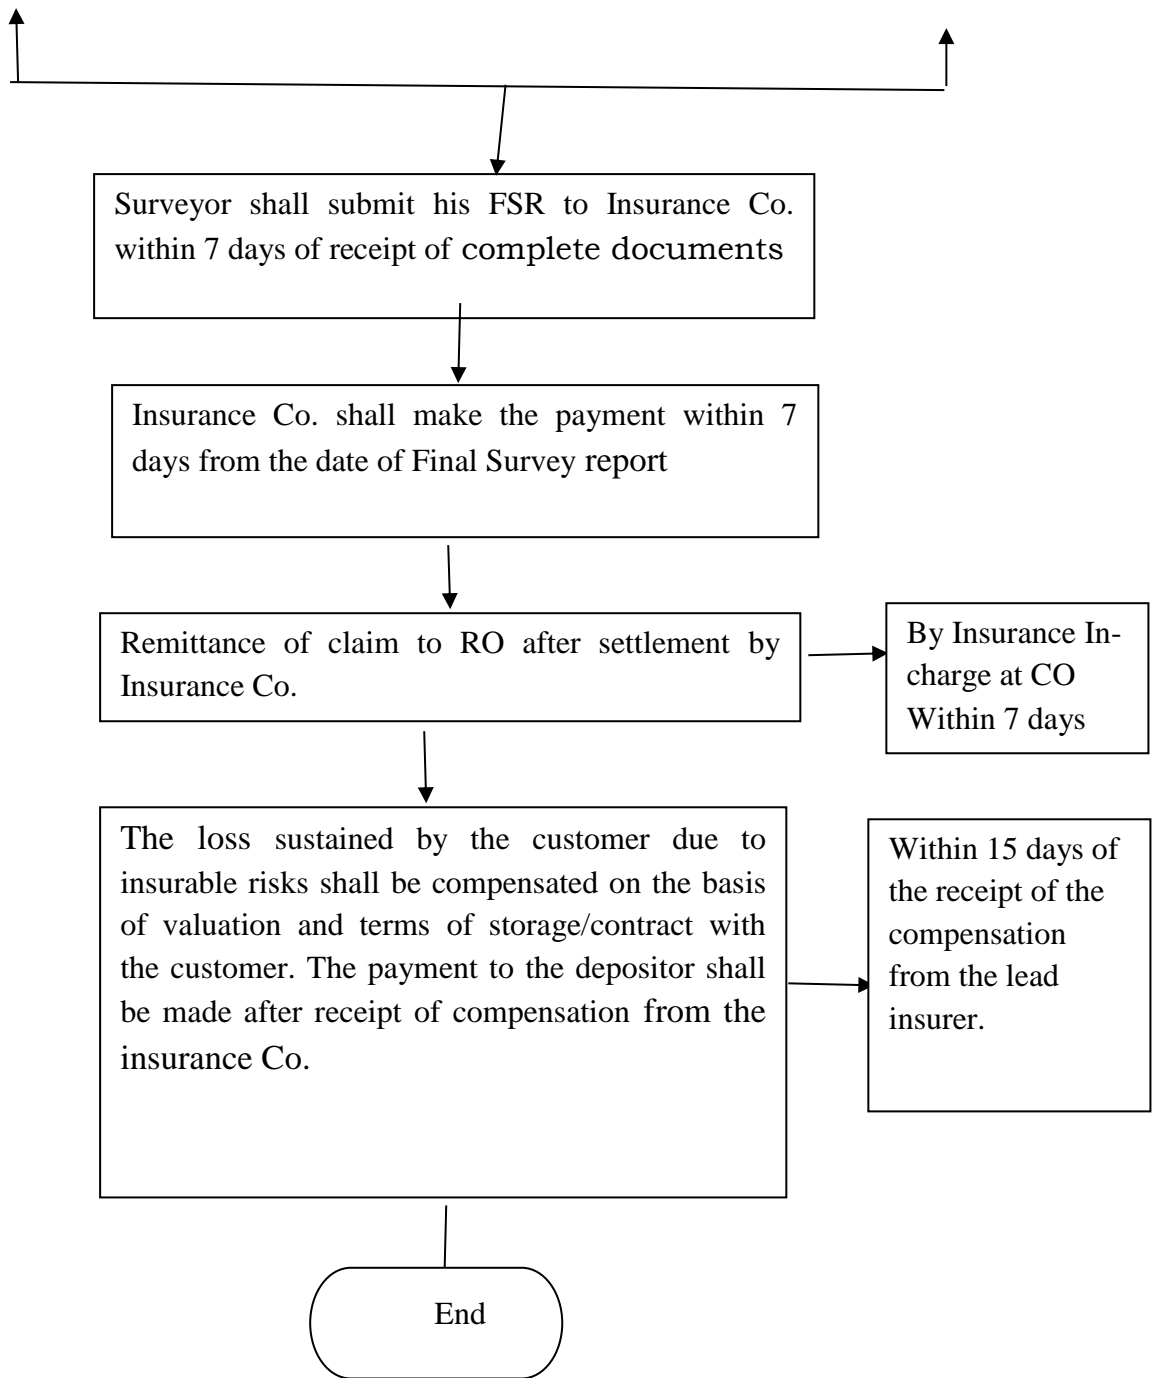 Surveyor shall submit his FSR to Insurance Co.
within 7 days of receipt of complete documents
Insurance Co. shall make the payment within 7
days from the date of Final Survey report
Remittance of claim to RO after settlement by
Insurance Co.
By Insurance In-
charge at CO
Within 7 days
The loss sustained by the customer due to
insurable risks shall be compensated on the basis
of valuation and terms of storage/contract with
the customer. The payment to the depositor shall
be made after receipt of compensation from the
insurance Co.
Within 15 days of
the receipt of the
compensation
from the lead
insurer.
End